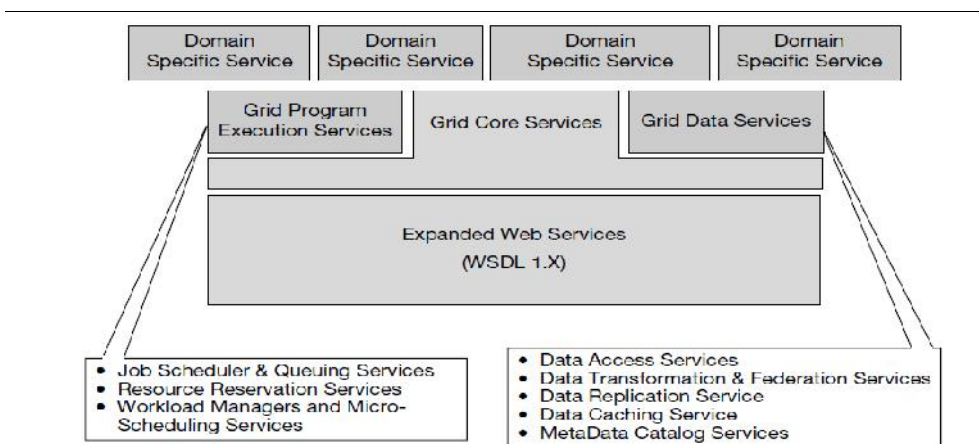 Domain
Specific Service
Domain
Specific Service
Domain
Specific Service
Domain
Specific Service
Grid Program
Execution Services
Grid Core Services
Grid Data Services
Expanded Web Services
(WSDL 1.X)
• Job Scheduler & Queuing Services
• Resource Reservation Services
• Workload Managers and Micro-
Scheduling Services
• Data Access Services
• Data Transformation & Federation Services
• Data Replication Service
• Data Caching Service
• MetaData Catalog Services